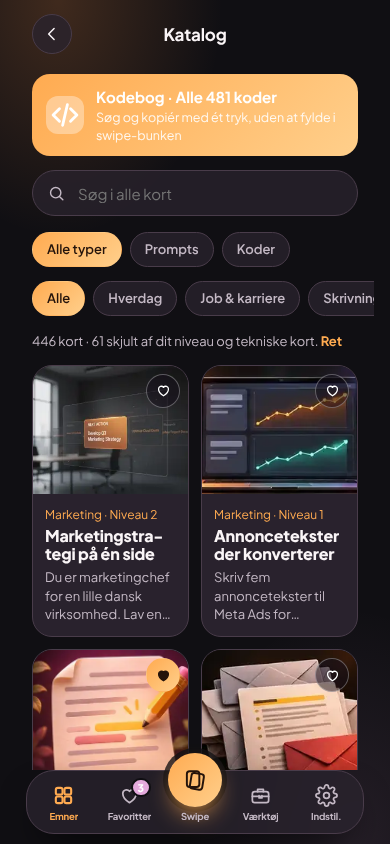 Katalog
Kodebog · Alle 481 koder
Søg og kopiér med ét tryk, uden at fylde i
swipe-bunken
Søg i alle kort
Alle typer
Prompts
Koder
Alle
Hverdag
Job & karriere
Skrivning
446 kort · 61 skjult af dit niveau og tekniske kort. Ret
Marketing · Niveau 2
Marketingstra-
tegi på én side
Du er marketingchef
for en lille dansk
virksomhed. Lav en...
Marketing · Niveau 1
Annoncetekster
der konverterer
Skriv fem
annoncetekster til
Meta Ads for...
3
Emner
Favoritter
Swipe
Værktøj
Indstil.